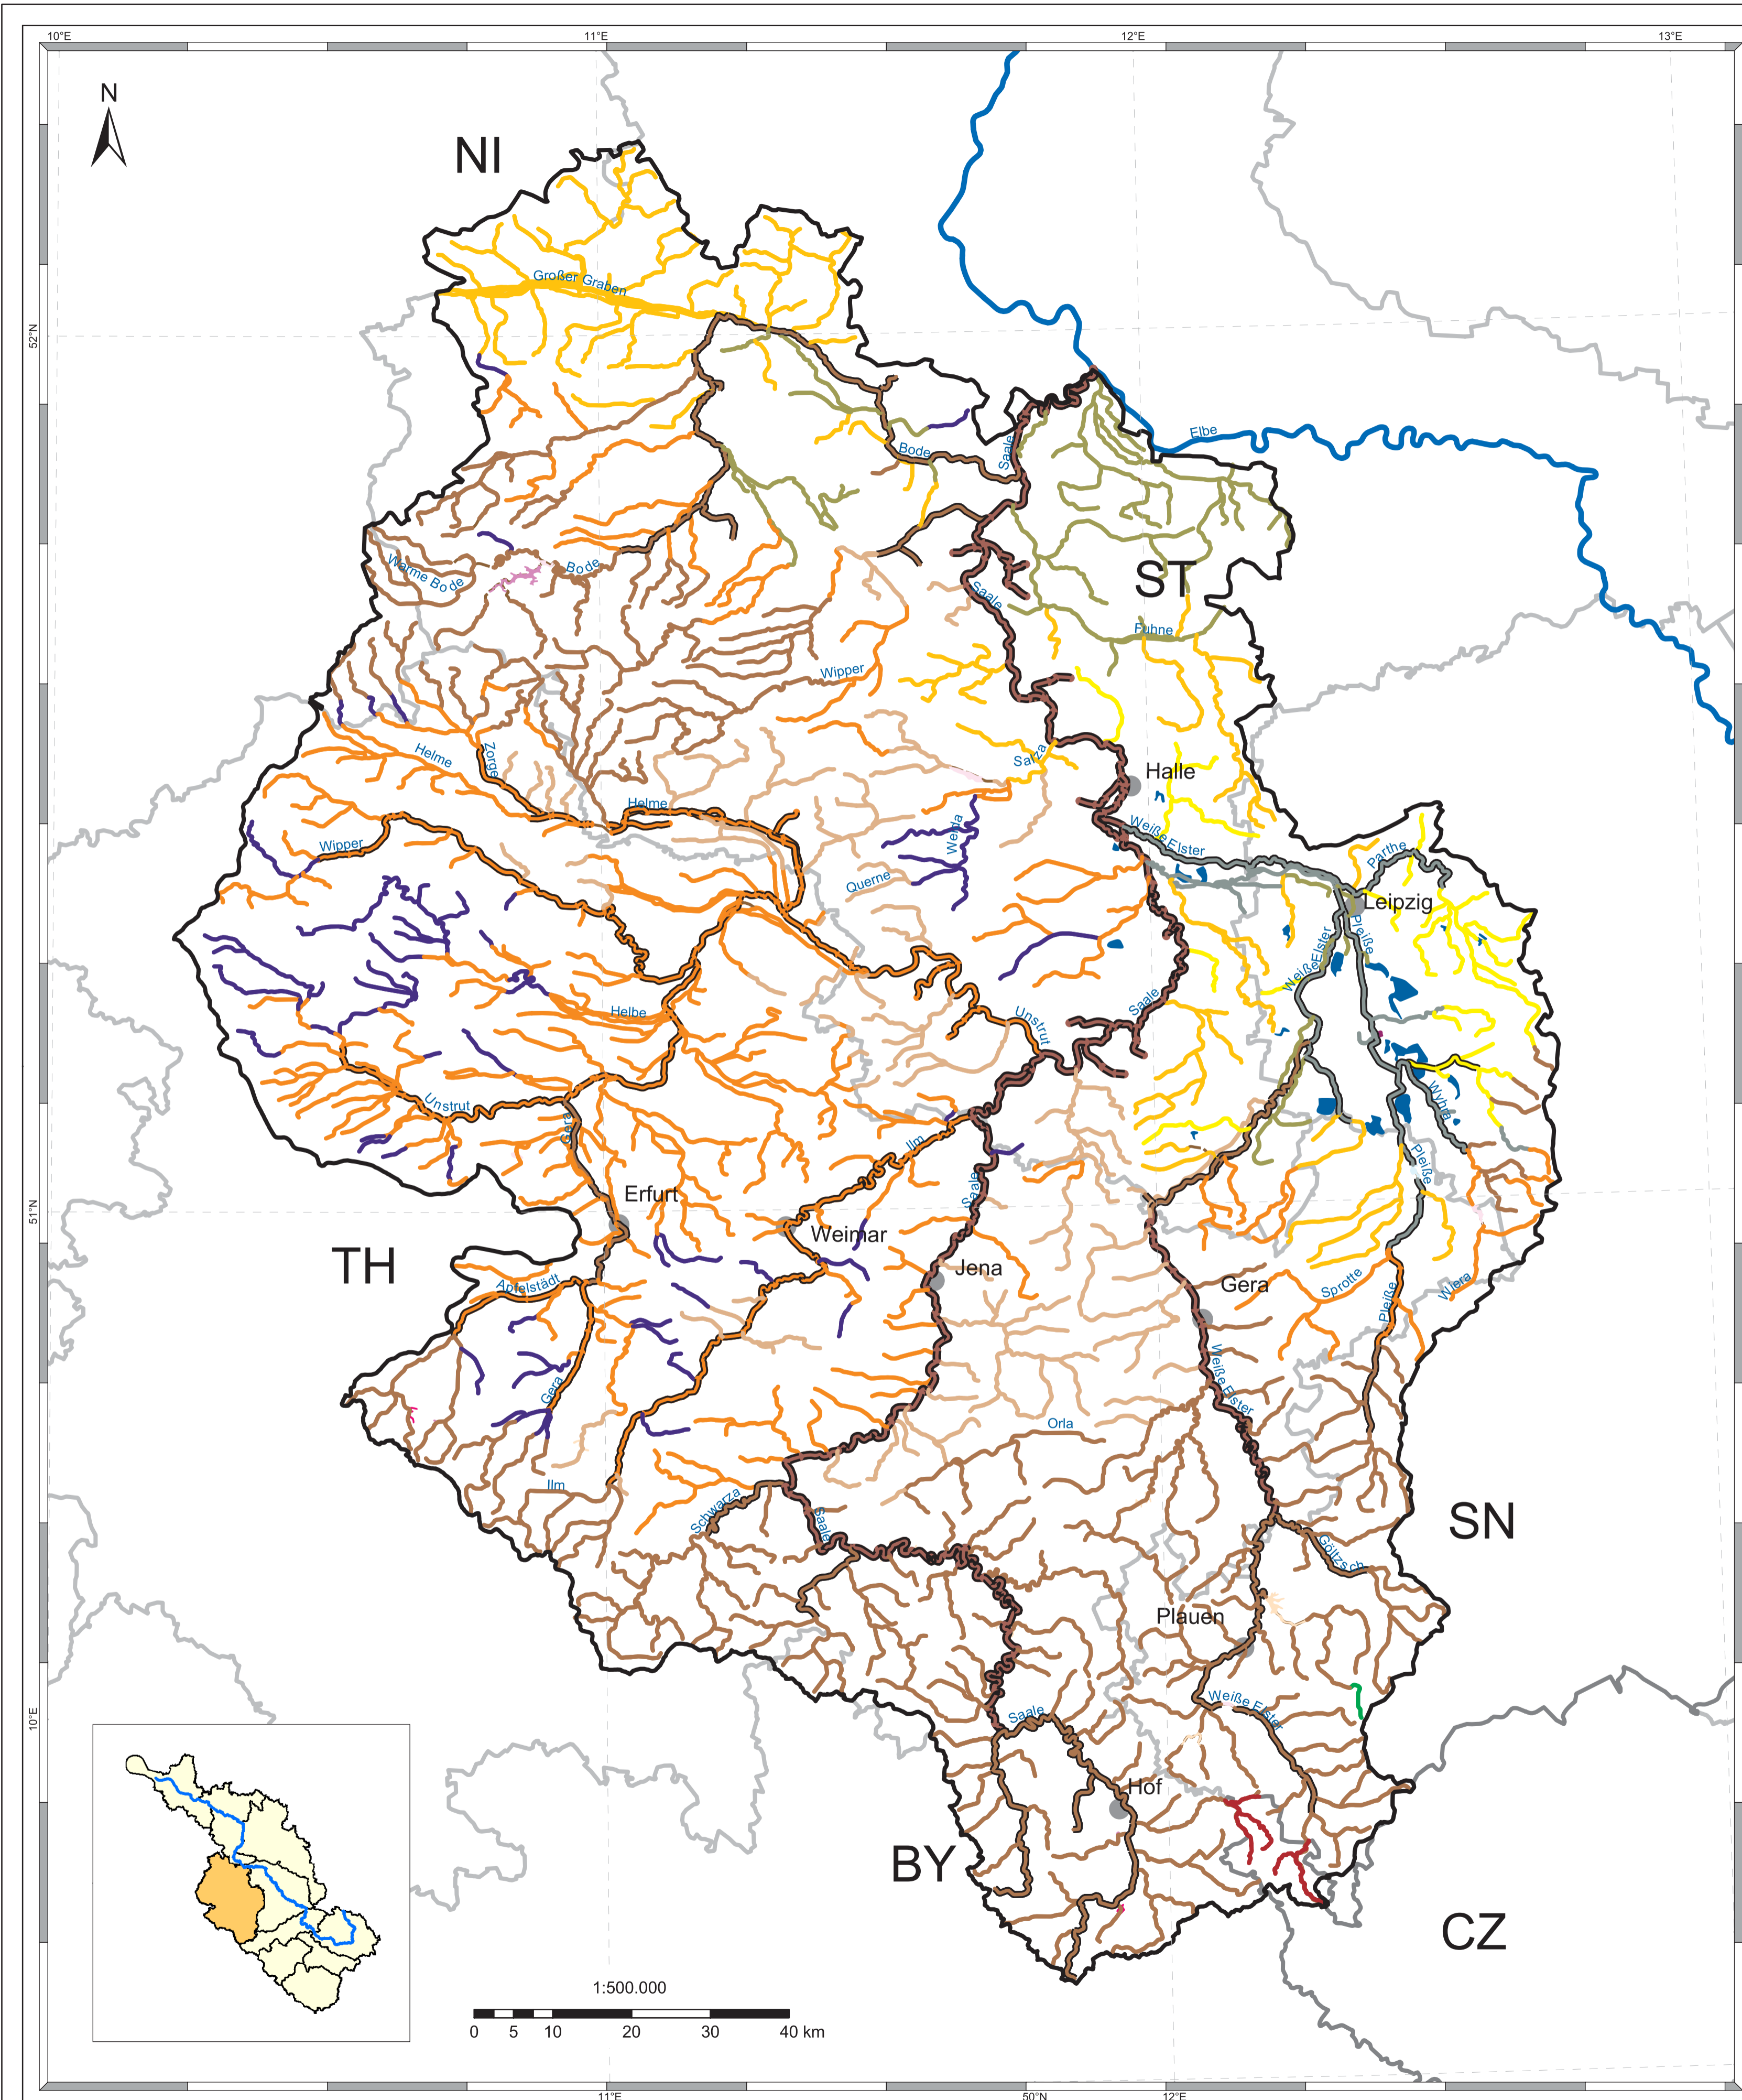 10°E
11°E
12°E
13°E
N
NI
Großer Graben
52°N
Elbe
Bode
Saale
Warme Bode
Bode
ST
Saale
Fuhne
Wipper
Helme
Zorge
Salza
Halle
Helme
Wipper
Weida
Weiße Elster
Parthe
Querne
Leipzig
Pleiße
Weiße Elster
Helbe
Saale
Unstrut
Unstrut
Gera
Wyhra
Ilm
Pleiße
Saale
Erfurt
51°N
Weimar
TH
Jena
Apfelstädt
Gera
Sprotte
Wiera
Pleiße
Weiße Elster
Gera
Orla
Ilm
Schwarza
Saale
SN
Göltzsch
Plauen
Weiße Elster
Saale
10°E
Hof
BY
CZ
1:500.000
0 5 10 20 30 40 km
11°E
50°N
12°E